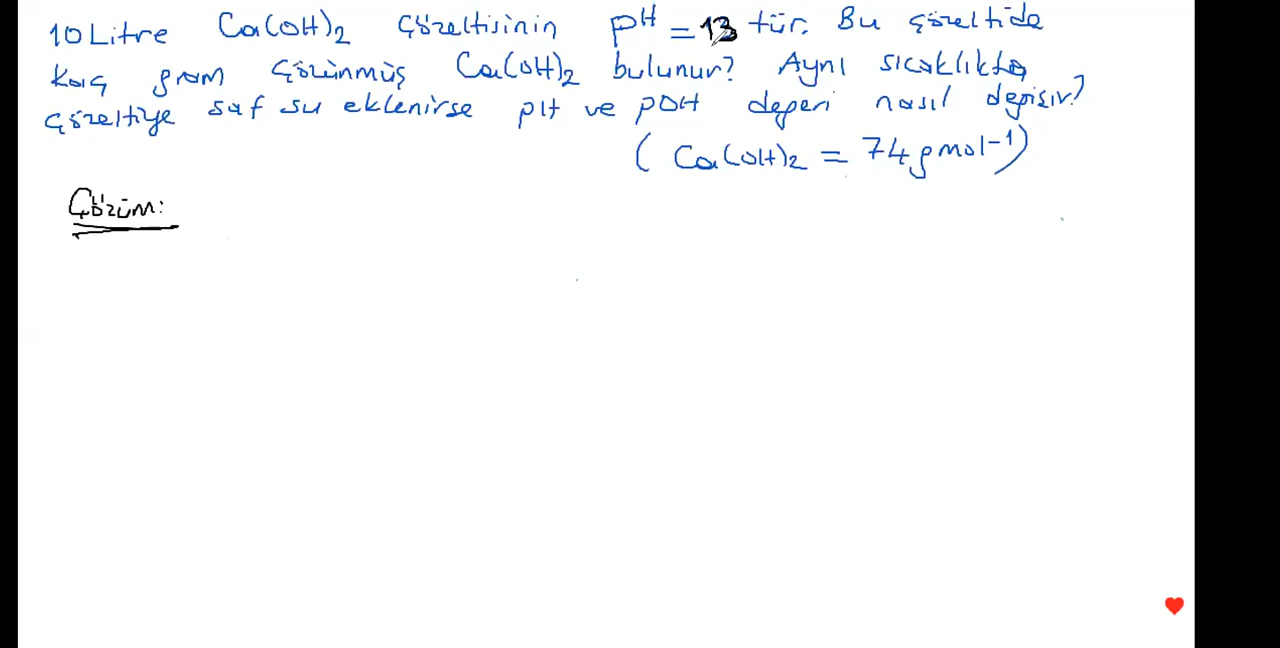 10 Litre Ca(OH)2 Çözeltisinin pH = 13 tür. Bu çözeltide
kaç gram Çözünmüş Ca(OH)2 bulunur? Aynı sıcaklıkta
çözeltiye saf su eklenirse pH ve pOH değeri nasıl değişir?
( Ca(OH)2 = 74 gmol-1)
Çözüm: